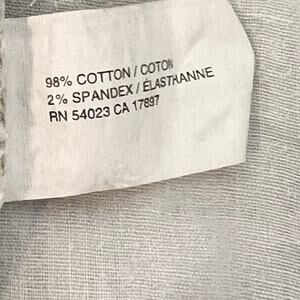 98% COTTON / COTON
2% SPANDEX / ÉLASTHANNE
RN 54023 CA 17897